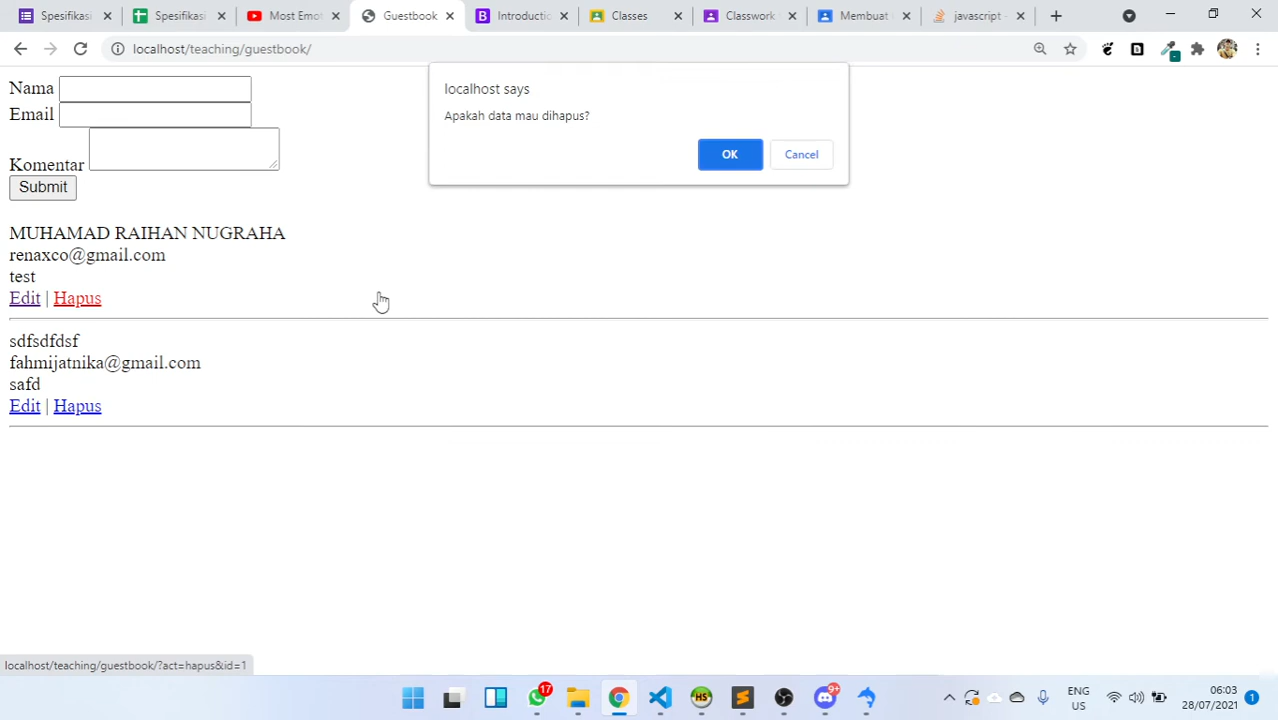 Spesifikasi
Spesifikasi
Most Emot
Guestbook
Introductio
Classes
Classwork
Membuat
javascript -
localhost/teaching/guestbook/
localhost says
Apakah data mau dihapus?
OK
Cancel
Nama
Email
Komentar
Submit
MUHAMAD RAIHAN NUGRAHA
renaxco@gmail.com
test
Edit | Hapus
sdfsdfdsf
fahmijatnika@gmail.com
safd
Edit | Hapus
localhost/teaching/guestbook/?act=hapus&id=1
17
HS
9+
ENG
US
06:03
28/07/2021
1